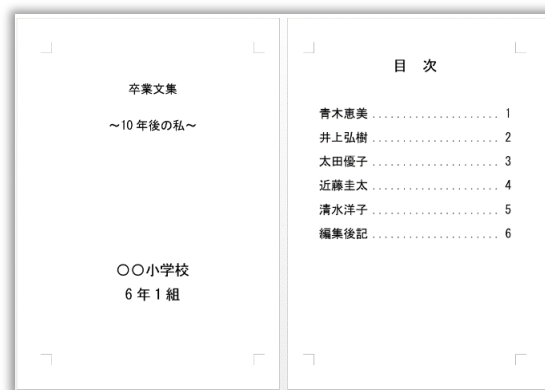 卒業文集
～10年後の私～
〇〇小学校
6年1組
目 次
青木恵美 ..................... 1
井上弘樹 ..................... 2
太田優子 ..................... 3
近藤圭太 ..................... 4
清水洋子 ..................... 5
編集後記 ..................... 6